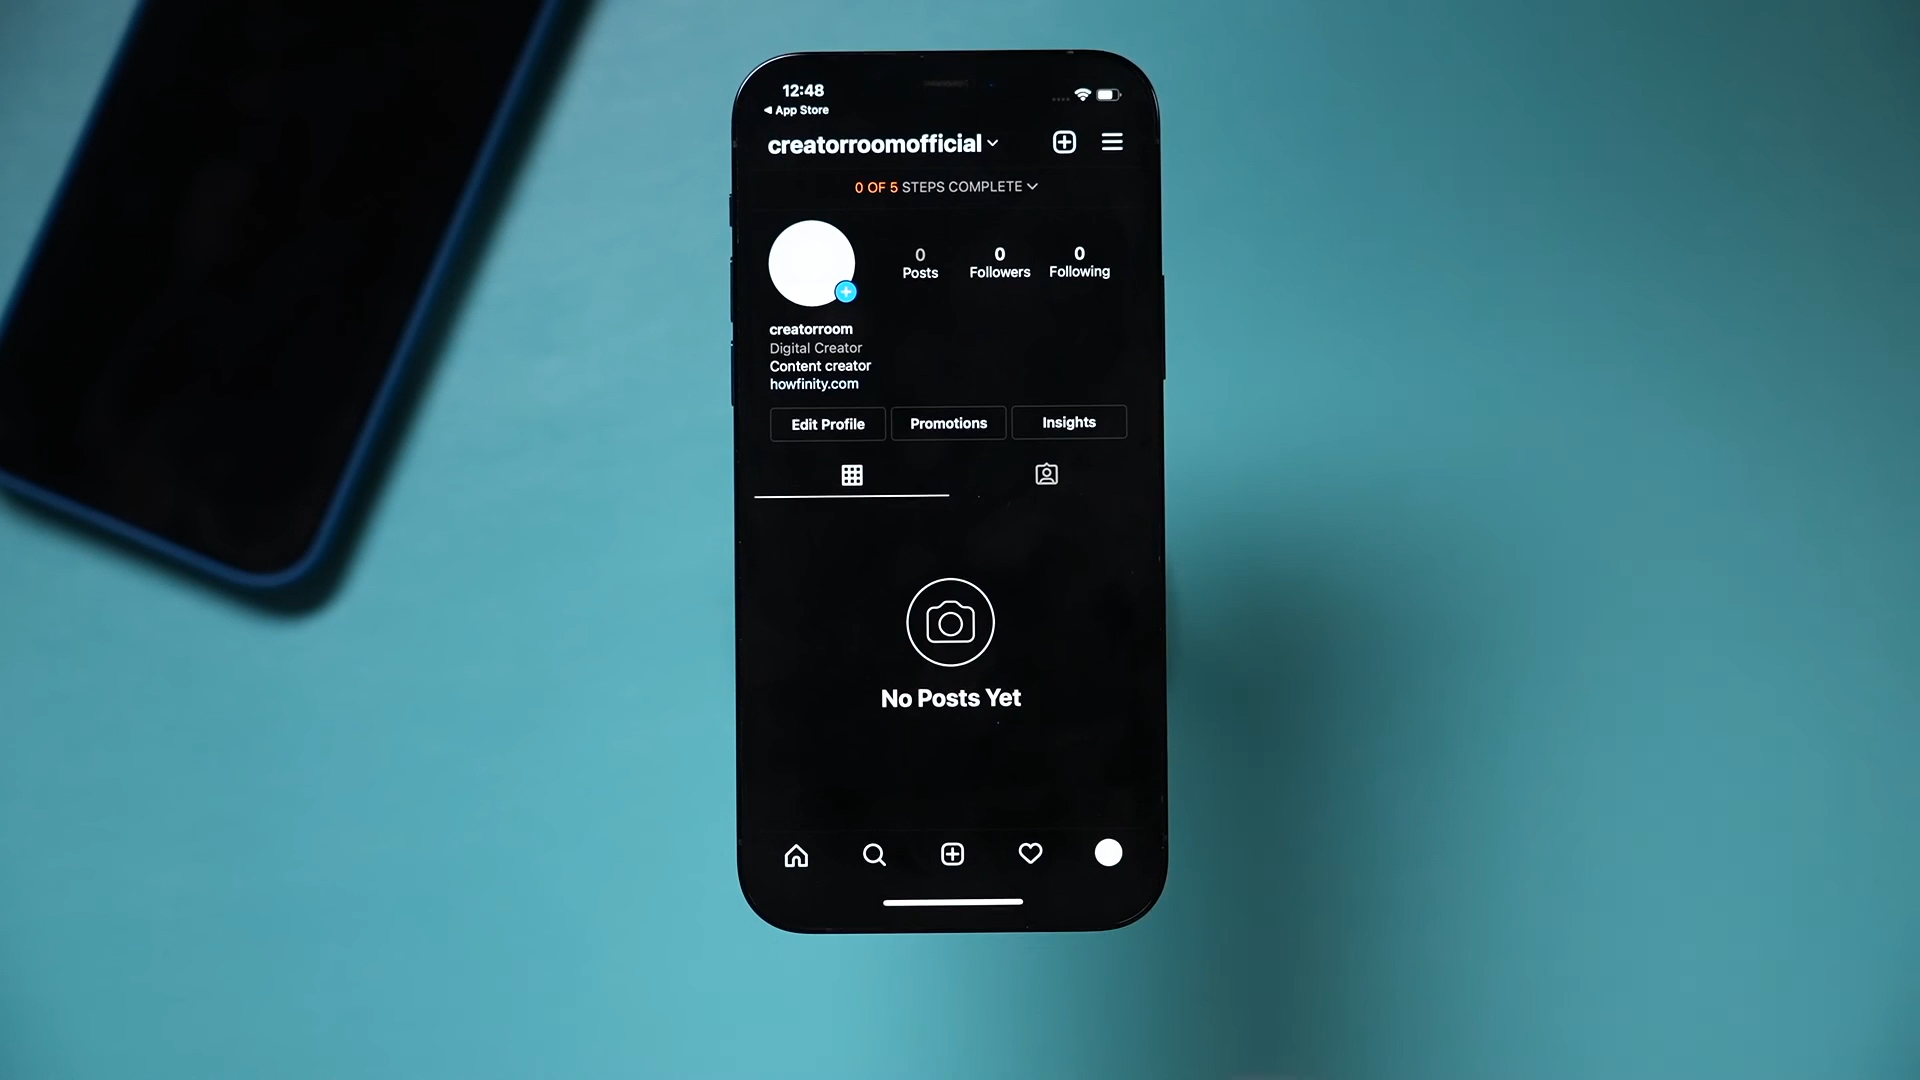 12:48
◀ App Store
creatorroomofficial
0 OF 5 STEPS COMPLETE
0 0 0
Posts Followers Following
creatorroom
Digital Creator
Content creator
howfinity.com
Edit Profile Promotions Insights
No Posts Yet